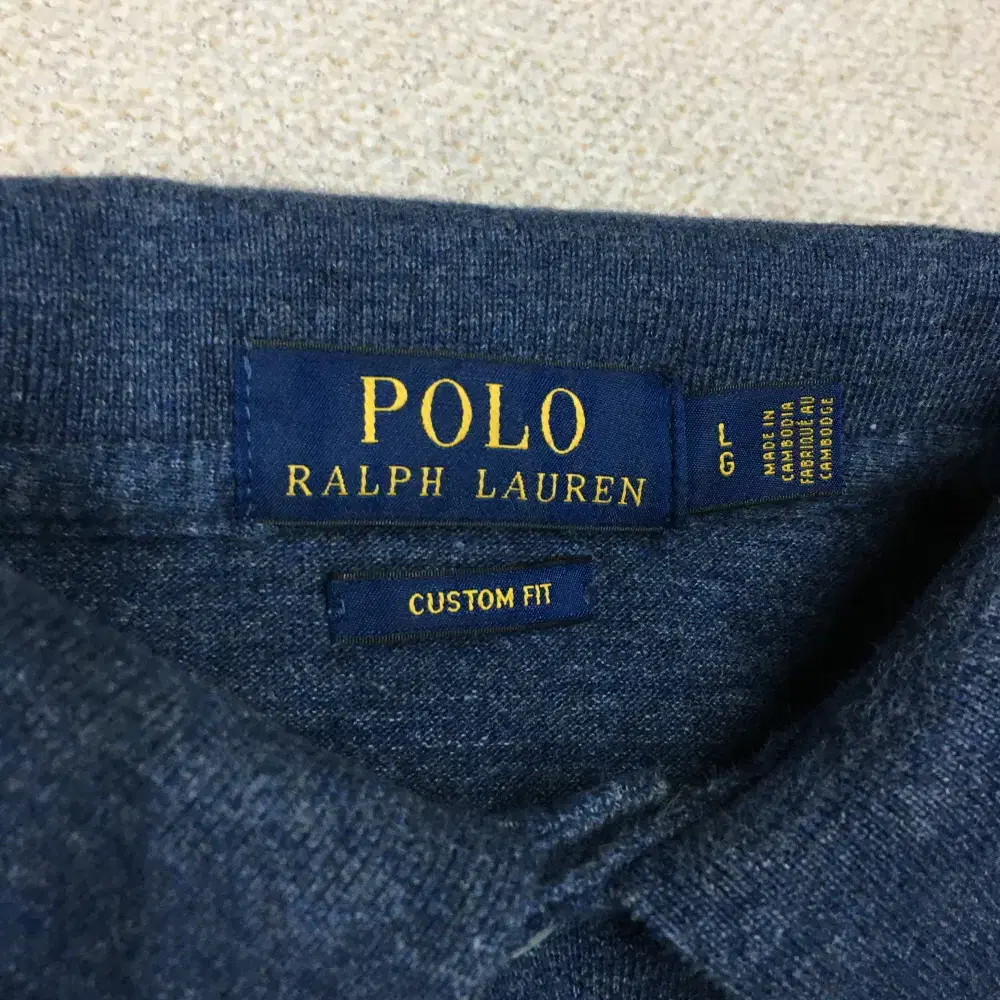 POLO
RALPH LAUREN
L
G
MADE IN
CAMBODIA
FABRIQUÉ AU
CAMBODGE
CUSTOM FIT